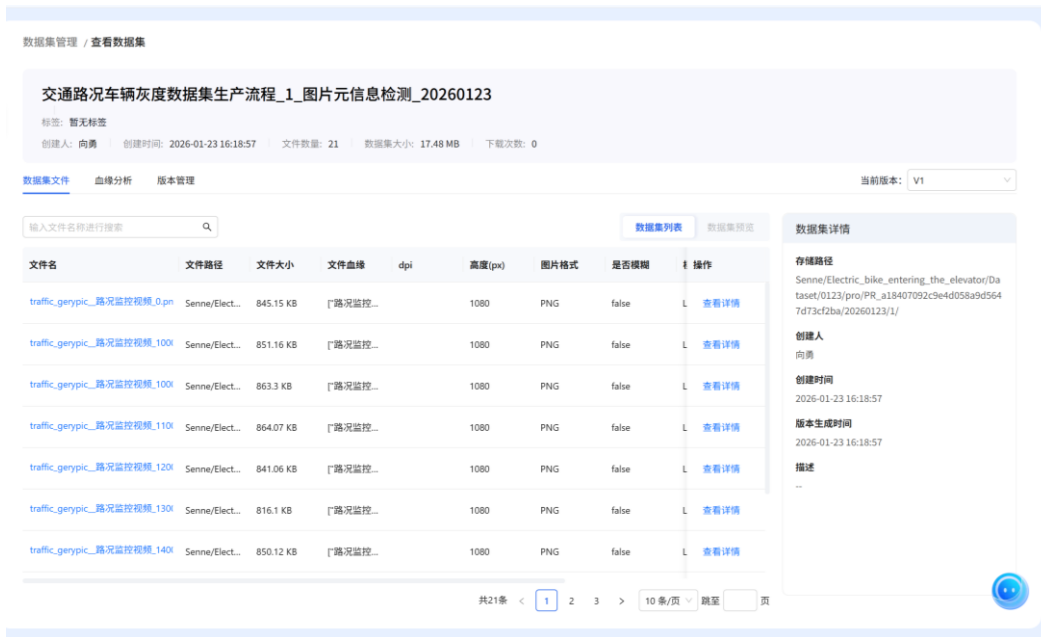 数据集管理 / 查看数据集
交通路况车辆灰度数据集生产流程_1_图片元信息检测_20260123
标签: 暂无标签
创建人: 向勇 创建时间: 2026-01-23 16:18:57 文件数量: 21 数据集大小: 17.48 MB 下载次数: 0
数据集文件 血缘分析 版本管理 当前版本: V1
输入文件名称进行搜索 数据集列表 数据集预览
文件名 文件路径 文件大小 文件血缘 dpi 高度(px) 图片格式 是否模糊 操作
traffic_gerypic__路况监控视频_0.pn Senne/Elect... 845.15 KB ["路况监控... 1080 PNG false L 查看详情
traffic_gerypic__路况监控视频_100( Senne/Elect... 851.16 KB ["路况监控... 1080 PNG false L 查看详情
traffic_gerypic__路况监控视频_100( Senne/Elect... 863.3 KB ["路况监控... 1080 PNG false L 查看详情
traffic_gerypic__路况监控视频_110( Senne/Elect... 864.07 KB ["路况监控... 1080 PNG false L 查看详情
traffic_gerypic__路况监控视频_120( Senne/Elect... 841.06 KB ["路况监控... 1080 PNG false L 查看详情
traffic_gerypic__路况监控视频_130( Senne/Elect... 816.1 KB ["路况监控... 1080 PNG false L 查看详情
traffic_gerypic__路况监控视频_140( Senne/Elect... 850.12 KB ["路况监控... 1080 PNG false L 查看详情
共21条 < 1 2 3 > 10 条/页 跳至 页
数据集详情
存储路径
Senne/Electric_bike_entering_the_elevator/Da
taset/0123/pro/PR_a18407092c9e4d058a9d564
7d73cf2ba/20260123/1/
创建人
向勇
创建时间
2026-01-23 16:18:57
版本生成时间
2026-01-23 16:18:57
描述
--